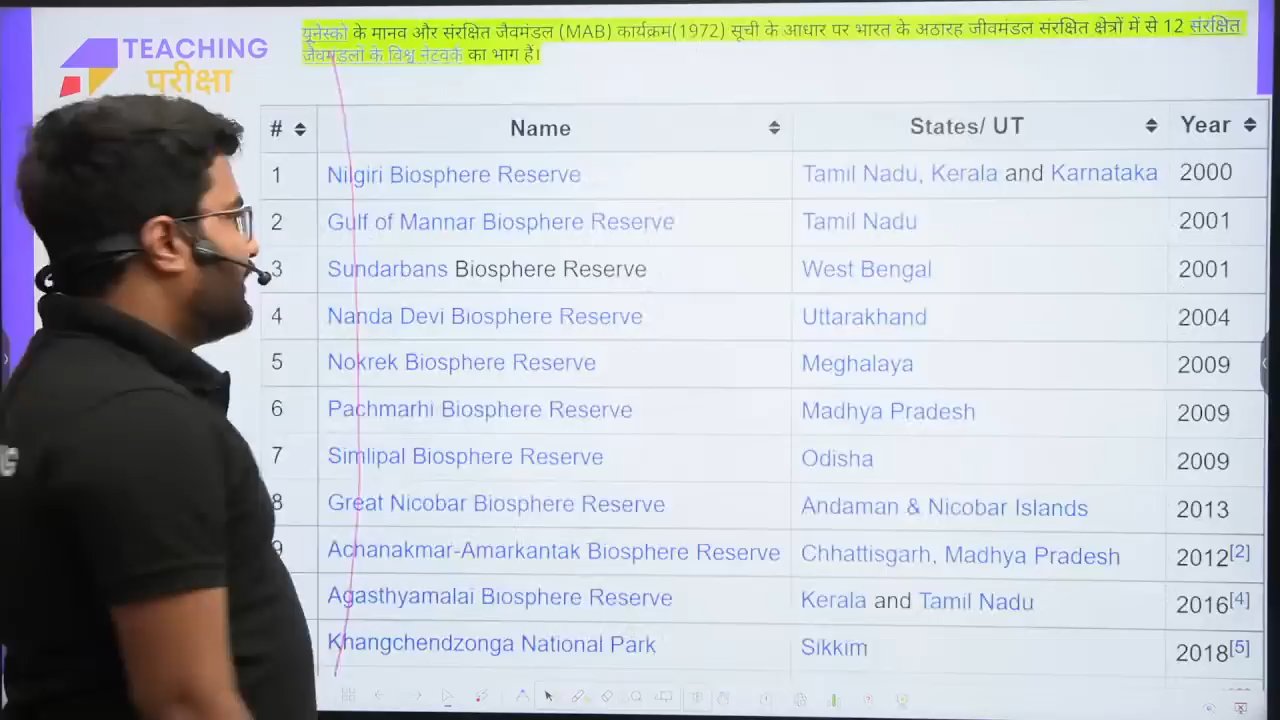 TEACHING
परीक्षा
यूनेस्को के मानव और संरक्षित जैवमंडल (MAB) कार्यक्रम(1972) सूची के आधार पर भारत के अठारह जीवमंडल संरक्षित क्षेत्रों में से 12 संरक्षित
जैवमंडलों के विश्व नेटवर्क का भाग हैं।
# Name States/ UT Year
1 Nilgiri Biosphere Reserve Tamil Nadu, Kerala and Karnataka 2000
2 Gulf of Mannar Biosphere Reserve Tamil Nadu 2001
3 Sundarbans Biosphere Reserve West Bengal 2001
4 Nanda Devi Biosphere Reserve Uttarakhand 2004
5 Nokrek Biosphere Reserve Meghalaya 2009
6 Pachmarhi Biosphere Reserve Madhya Pradesh 2009
7 Simlipal Biosphere Reserve Odisha 2009
8 Great Nicobar Biosphere Reserve Andaman & Nicobar Islands 2013
9 Achanakmar-Amarkantak Biosphere Reserve Chhattisgarh, Madhya Pradesh 2012[2]
Agasthyamalai Biosphere Reserve Kerala and Tamil Nadu 2016[4]
Khangchendzonga National Park Sikkim 2018[5]